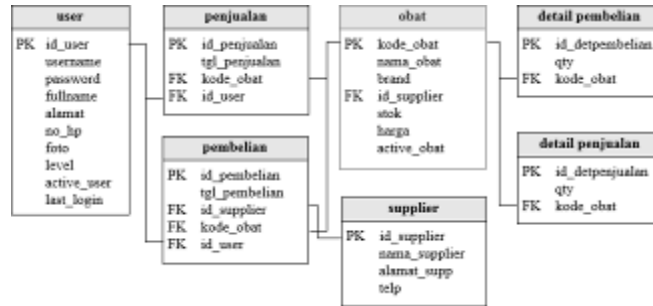 user
PK id_user
username
password
fullname
alamat
no_hp
foto
level
active_user
last_login
penjualan
PK id_penjualan
tgl_penjualan
FK kode_obat
FK id_user
pembelian
PK id_pembelian
tgl_pembelian
FK id_supplier
FK kode_obat
FK id_user
obat
PK kode_obat
nama_obat
brand
FK id_supplier
stok
harga
active_obat
supplier
PK id_supplier
nama_supplier
alamat_supp
telp
detail pembelian
PK id_detpembelian
qty
FK kode_obat
detail penjualan
PK id_detpenjualan
qty
FK kode_obat